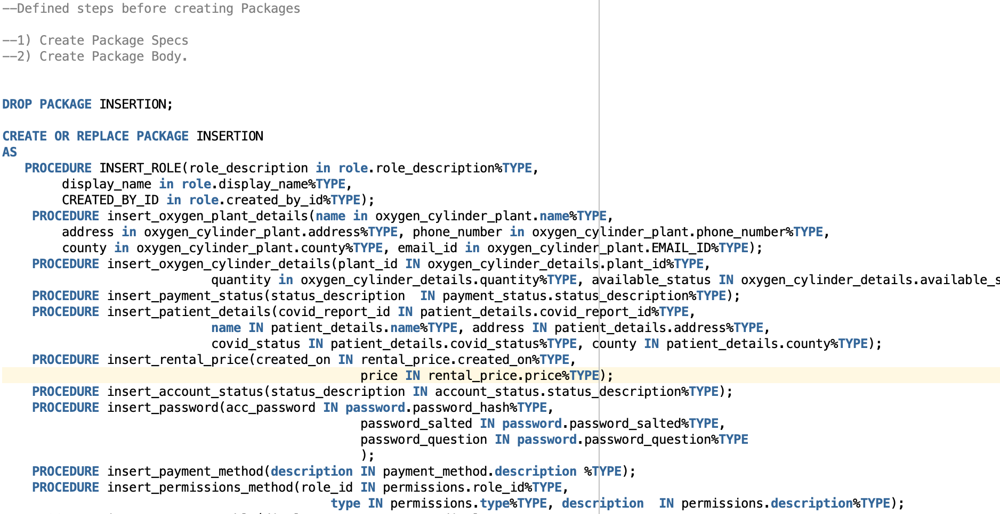 --Defined steps before creating Packages
--1) Create Package Specs
--2) Create Package Body.
DROP PACKAGE INSERTION;
CREATE OR REPLACE PACKAGE INSERTION
AS
PROCEDURE INSERT_ROLE(role_description in role.role_description%TYPE,
display_name in role.display_name%TYPE,
CREATED_BY_ID in role.created_by_id%TYPE);
PROCEDURE insert_oxygen_plant_details(name in oxygen_cylinder_plant.name%TYPE,
address in oxygen_cylinder_plant.address%TYPE, phone_number in oxygen_cylinder_plant.phone_number%TYPE,
county in oxygen_cylinder_plant.county%TYPE, email_id in oxygen_cylinder_plant.EMAIL_ID%TYPE);
PROCEDURE insert_oxygen_cylinder_details(plant_id IN oxygen_cylinder_details.plant_id%TYPE,
quantity in oxygen_cylinder_details.quantity%TYPE, available_status IN oxygen_cylinder_details.available_s
PROCEDURE insert_payment_status(status_description  IN payment_status.status_description%TYPE);
PROCEDURE insert_patient_details(covid_report_id IN patient_details.covid_report_id%TYPE,
name IN patient_details.name%TYPE, address IN patient_details.address%TYPE,
covid_status IN patient_details.covid_status%TYPE, county IN patient_details.county%TYPE);
PROCEDURE insert_rental_price(created_on IN rental_price.created_on%TYPE,
price IN rental_price.price%TYPE);
PROCEDURE insert_account_status(status_description IN account_status.status_description%TYPE);
PROCEDURE insert_password(acc_password IN password.password_hash%TYPE,
password_salted IN password.password_salted%TYPE,
password_question IN password.password_question%TYPE
);
PROCEDURE insert_payment_method(description IN payment_method.description %TYPE);
PROCEDURE insert_permissions_method(role_id IN permissions.role_id%TYPE,
type IN permissions.type%TYPE, description  IN permissions.description%TYPE);